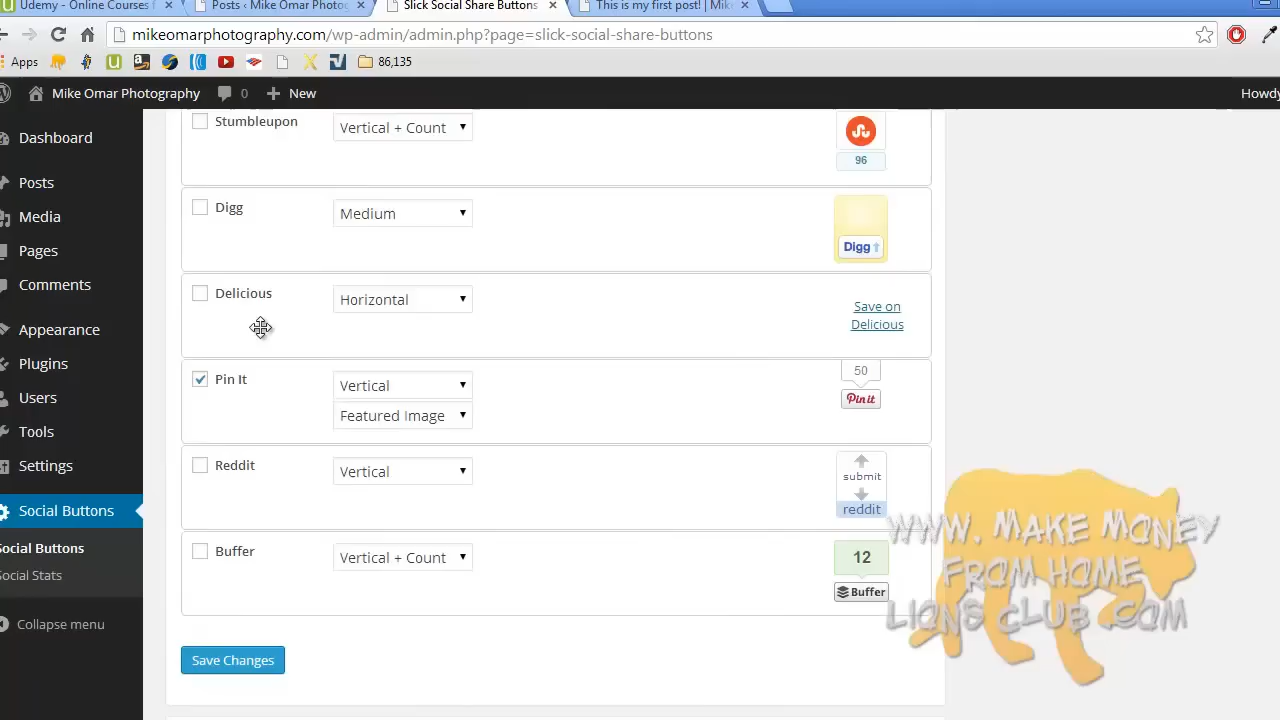 Udemy - Online Courses f
Posts ‹ Mike Omar Photog
Slick Social Share Buttons
This is my first post! | Mik
mikeomarphotography.com/wp-admin/admin.php?page=slick-social-share-buttons
Apps
86,135
Mike Omar Photography
0
New
Howdy
Dashboard
Posts
Media
Pages
Comments
Appearance
Plugins
Users
Tools
Settings
Social Buttons
Social Buttons
Social Stats
Collapse menu
Stumbleupon
Vertical + Count
96
Digg
Medium
Digg
Delicious
Horizontal
Save on
Delicious
Pin It
Vertical
Featured Image
50
Pin it
Reddit
Vertical
submit
reddit
Buffer
Vertical + Count
12
Buffer
Save Changes
WWW. MAKE MONEY
FROM HOME
LIONS CLUB .COM